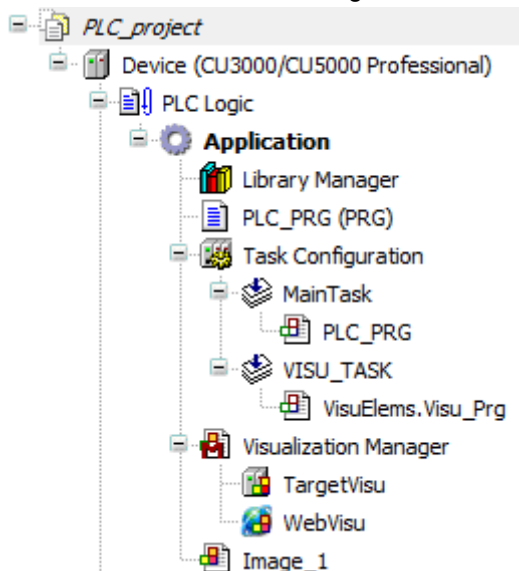 PLC_project
Device (CU3000/CU5000 Professional)
PLC Logic
Application
Library Manager
PLC_PRG (PRG)
Task Configuration
MainTask
PLC_PRG
VISU_TASK
VisuElems.Visu_Prg
Visualization Manager
TargetVisu
WebVisu
Image_1